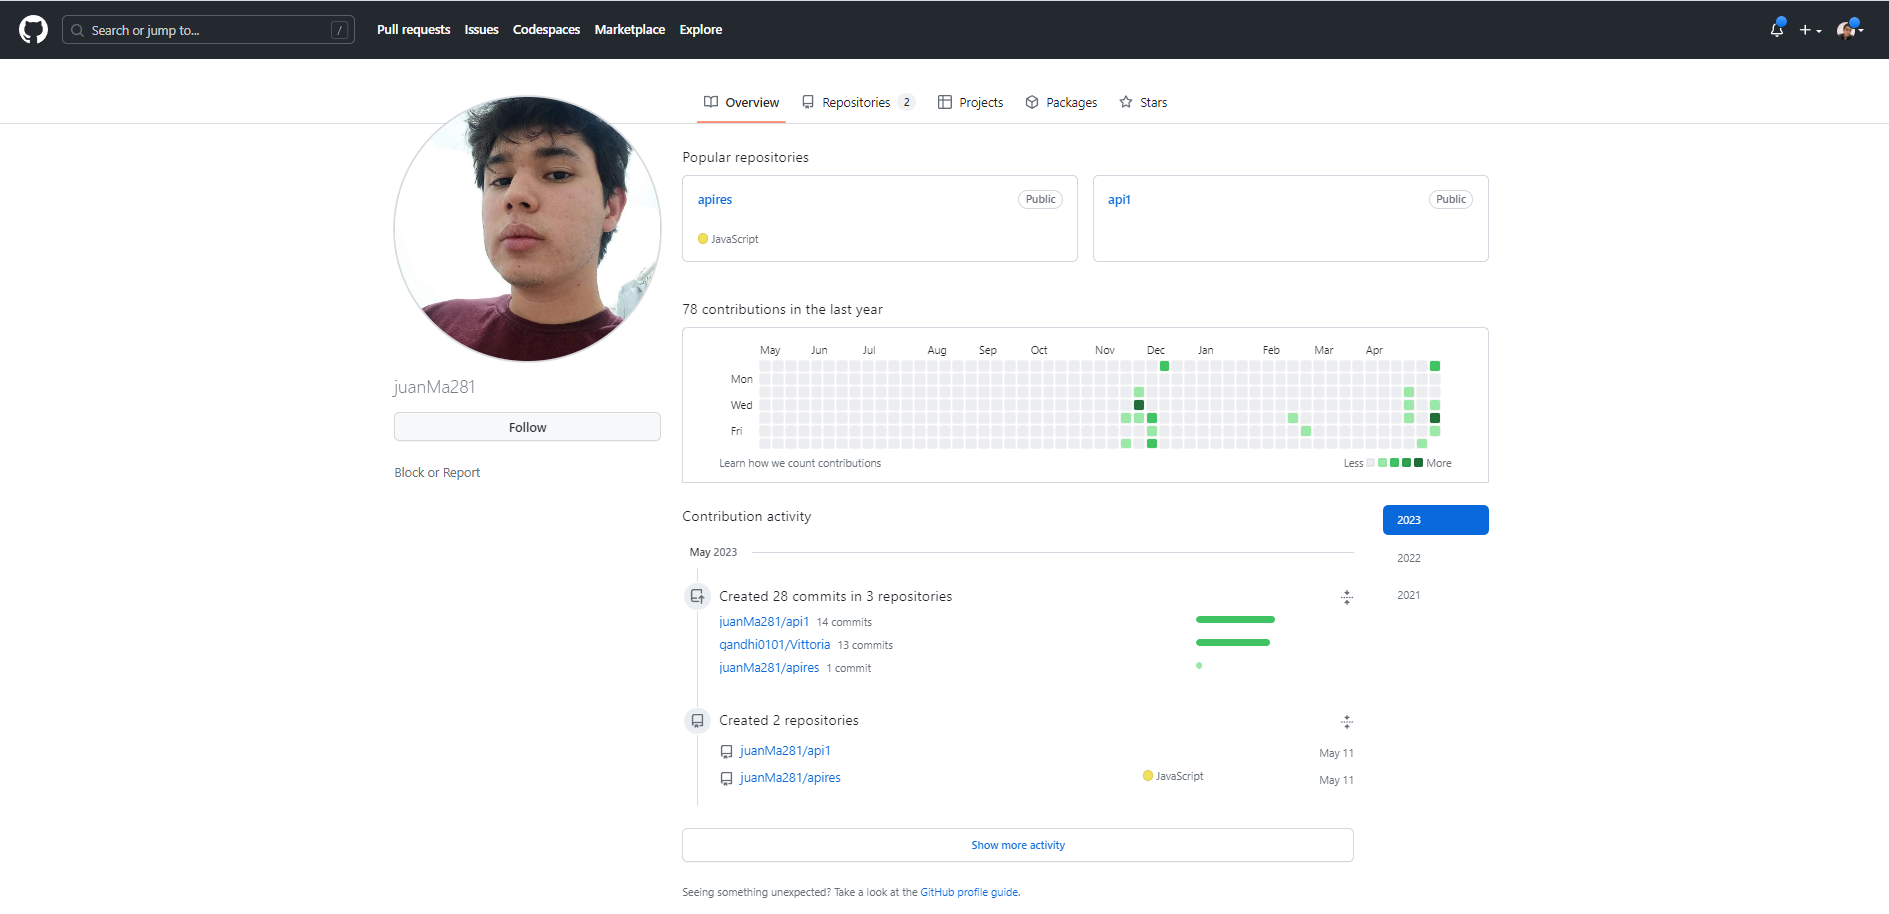 Search or jump to... /
Pull requests Issues Codespaces Marketplace Explore
Overview Repositories 2 Projects Packages Stars
juanMa281
Follow
Block or Report
Popular repositories
apires Public
JavaScript
api1 Public
78 contributions in the last year
May Jun Jul Aug Sep Oct Nov Dec Jan Feb Mar Apr
Mon
Wed
Fri
Learn how we count contributions
Less More
Contribution activity
2023
2022
2021
May 2023
Created 28 commits in 3 repositories
juanMa281/api1 14 commits
gandhi0101/Vittoria 13 commits
juanMa281/apires 1 commit
Created 2 repositories
juanMa281/api1 May 11
juanMa281/apires JavaScript May 11
Show more activity
Seeing something unexpected? Take a look at the GitHub profile guide.